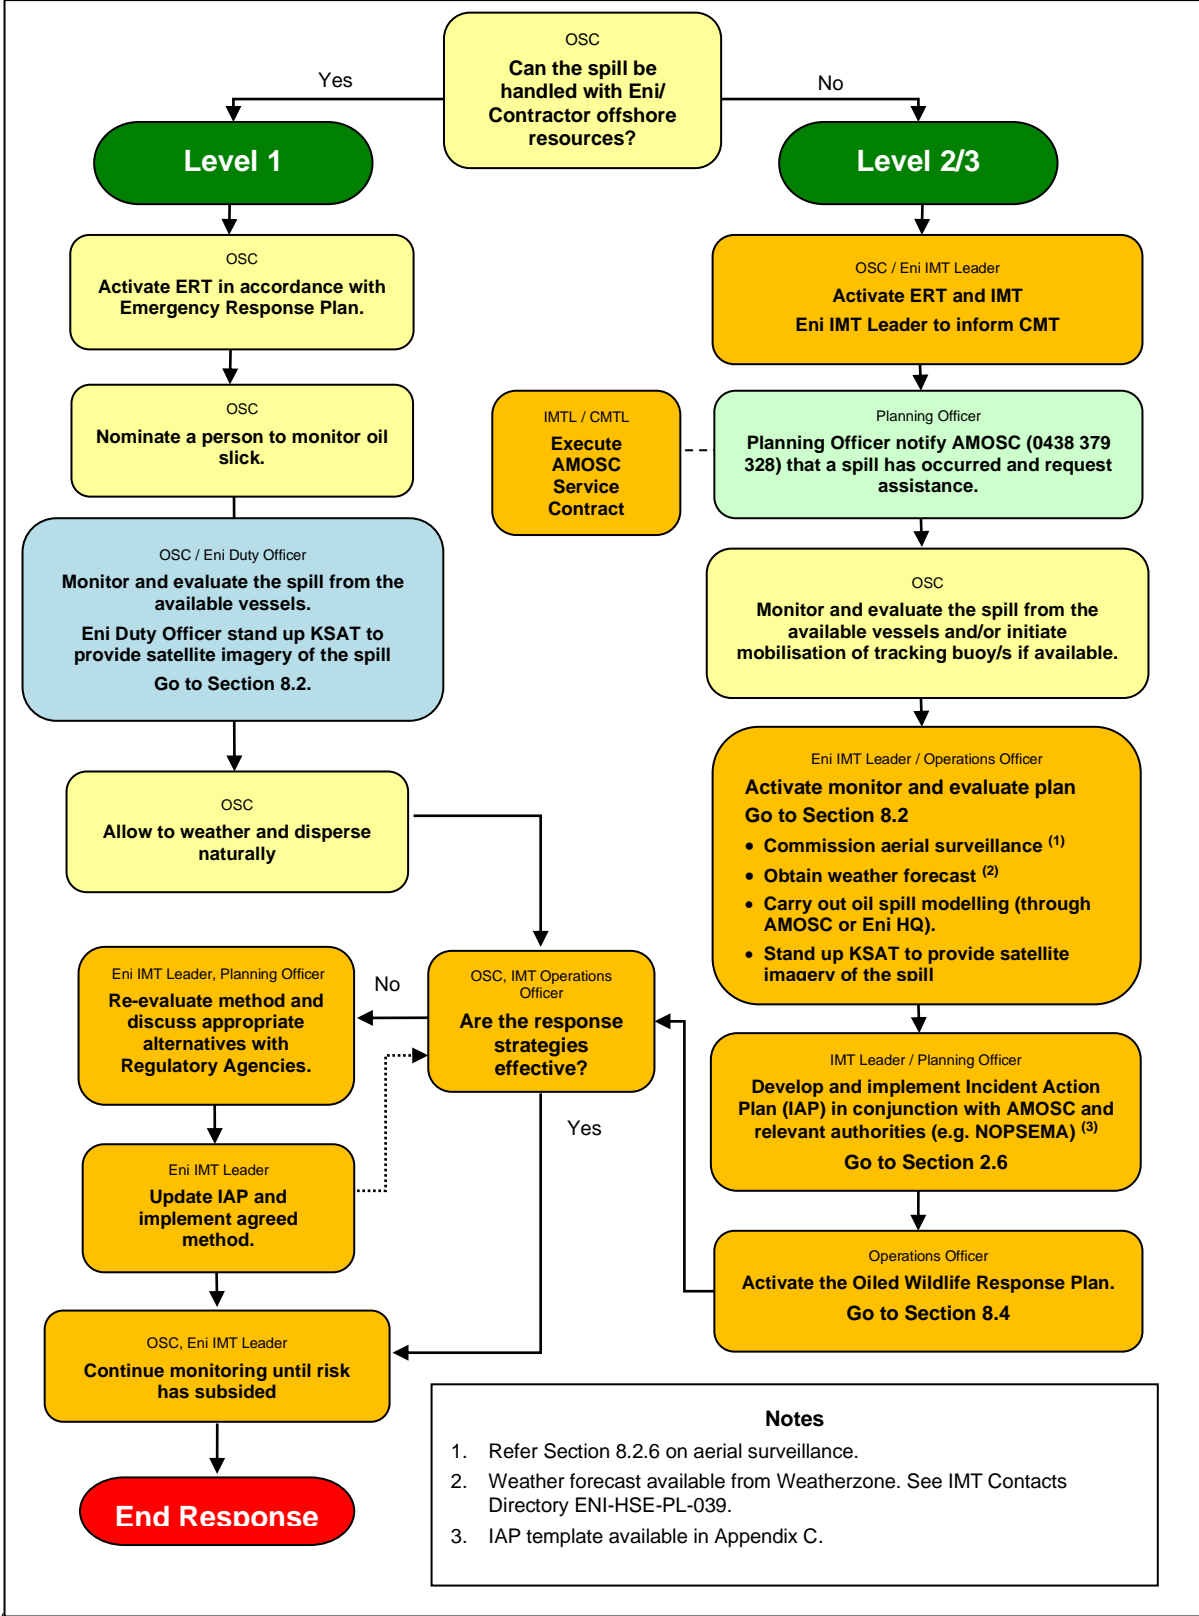 OSC
Can the spill be
handled with Eni/
Contractor offshore
resources?
Yes
No
Level 1
Level 2/3
OSC
Activate ERT in accordance with
Emergency Response Plan.
OSC
Nominate a person to monitor oil
slick.
OSC / Eni Duty Officer
Monitor and evaluate the spill from the
available vessels.
Eni Duty Officer stand up KSAT to
provide satellite imagery of the spill
Go to Section 8.2.
OSC
Allow to weather and disperse
naturally
OSC / Eni IMT Leader
Activate ERT and IMT
Eni IMT Leader to inform CMT
IMTL / CMTL
Execute
AMOSC
Service
Contract
Planning Officer
Planning Officer notify AMOSC (0438 379
328) that a spill has occurred and request
assistance.
OSC
Monitor and evaluate the spill from the
available vessels and/or initiate
mobilisation of tracking buoy/s if available.
Eni IMT Leader / Operations Officer
Activate monitor and evaluate plan
Go to Section 8.2
• Commission aerial surveillance (1)
• Obtain weather forecast (2)
• Carry out oil spill modelling (through
AMOSC or Eni HQ).
• Stand up KSAT to provide satellite
imagery of the spill
IMT Leader / Planning Officer
Develop and implement Incident Action
Plan (IAP) in conjunction with AMOSC and
relevant authorities (e.g. NOPSEMA) (3)
Go to Section 2.6
Operations Officer
Activate the Oiled Wildlife Response Plan.
Go to Section 8.4
OSC, IMT Operations
Officer
Are the response
strategies
effective?
No
Yes
Eni IMT Leader, Planning Officer
Re-evaluate method and
discuss appropriate
alternatives with
Regulatory Agencies.
Eni IMT Leader
Update IAP and
implement agreed
method.
OSC, Eni IMT Leader
Continue monitoring until risk
has subsided
End Response
Notes
1. Refer Section 8.2.6 on aerial surveillance.
2. Weather forecast available from Weatherzone. See IMT Contacts
Directory ENI-HSE-PL-039.
3. IAP template available in Appendix C.